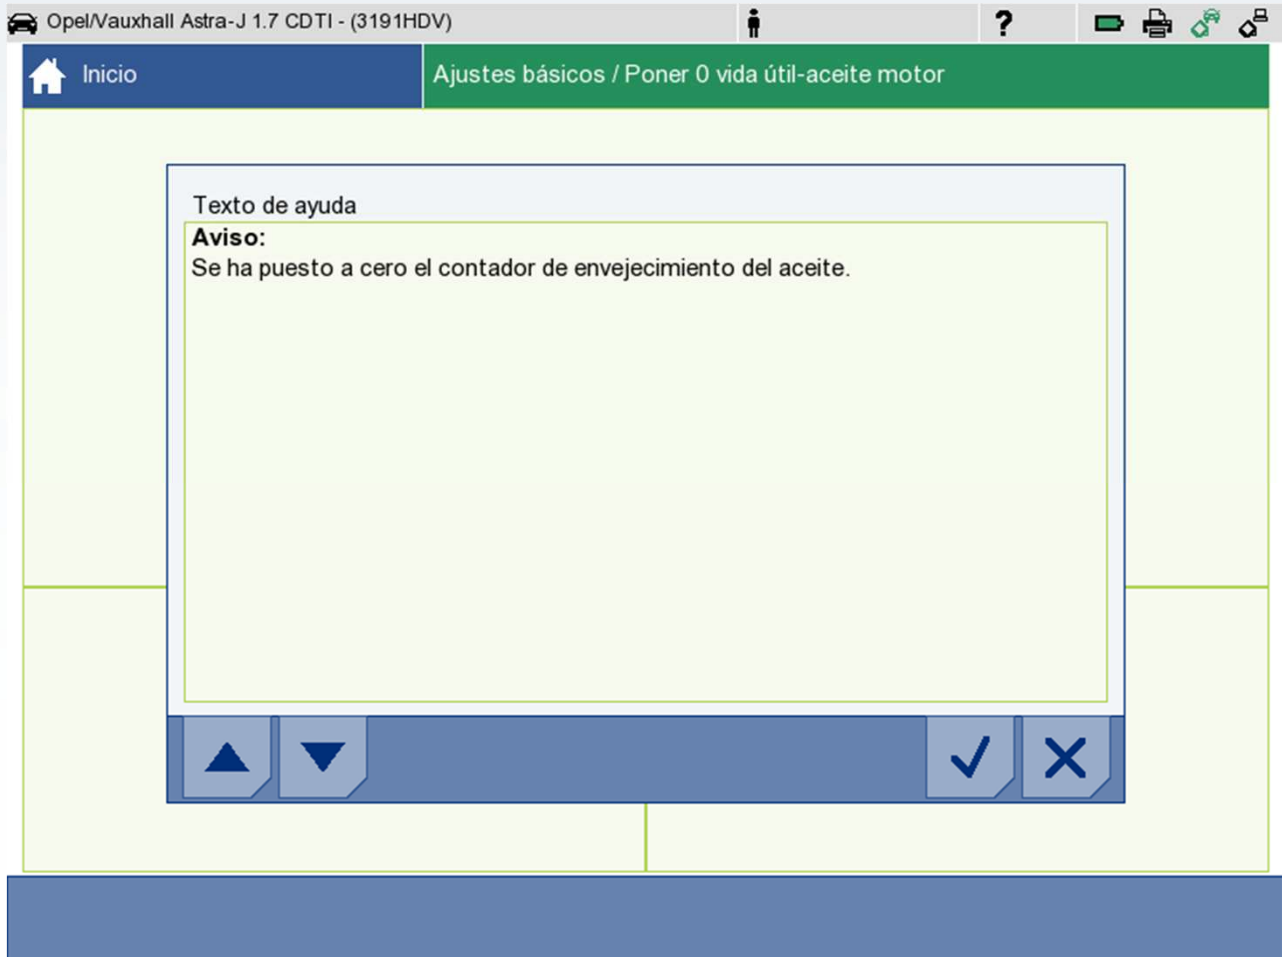 Opel/Vauxhall Astra-J 1.7 CDTI - (3191HDV)
?
Inicio
Ajustes básicos / Poner 0 vida útil-aceite motor
Texto de ayuda
Aviso:
Se ha puesto a cero el contador de envejecimiento del aceite.